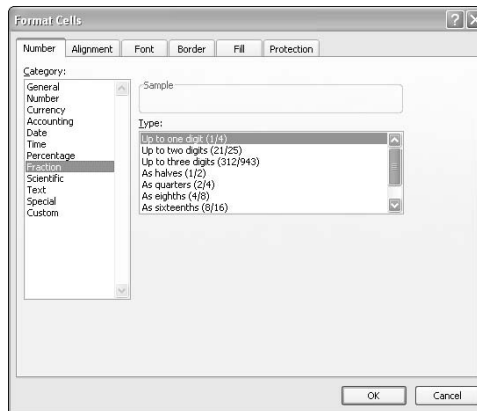 Format Cells
Number Alignment Font Border Fill Protection
Category:
General
Number
Currency
Accounting
Date
Time
Percentage
Fraction
Scientific
Text
Special
Custom
Sample
Type:
Up to one digit (1/4)
Up to two digits (21/25)
Up to three digits (312/943)
As halves (1/2)
As quarters (2/4)
As eighths (4/8)
As sixteenths (8/16)
OK Cancel